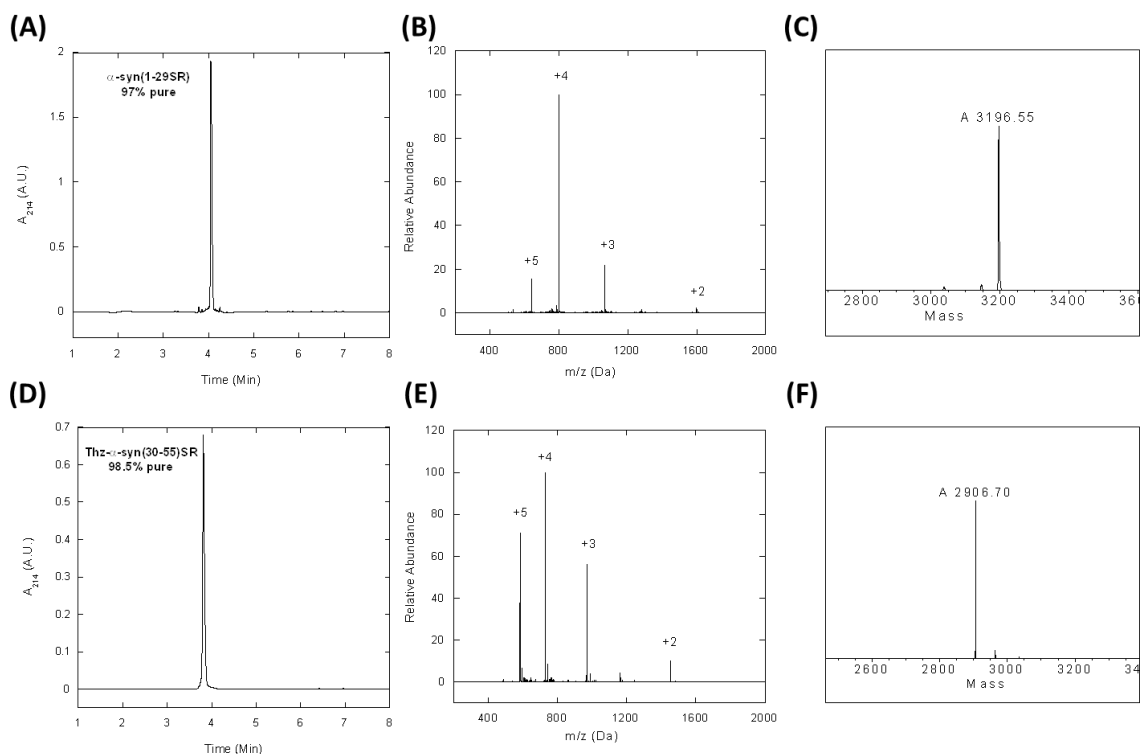 (A)
α-syn(1-29SR)
97% pure
A214 (A.U.)
2
1.5
1
0.5
0
1 2 3 4 5 6 7 8
Time (Min)
(B)
Relative Abundance
120
100
80
60
40
20
0
+4
+3
+5
+2
400 800 1200 1600 2000
m/z (Da)
(C)
A 3196.55
2800 3000 3200 3400 360
Mass
(D)
Thz-α-syn(30-55)SR
98.5% pure
A214 (A.U.)
0.7
0.6
0.5
0.4
0.3
0.2
0.1
0
1 2 3 4 5 6 7 8
Time (Min)
(E)
Relative Abundance
120
100
80
60
40
20
0
+4
+5
+3
+2
400 800 1200 1600 2000
m/z (Da)
(F)
A 2906.70
2600 2800 3000 3200 34
Mass